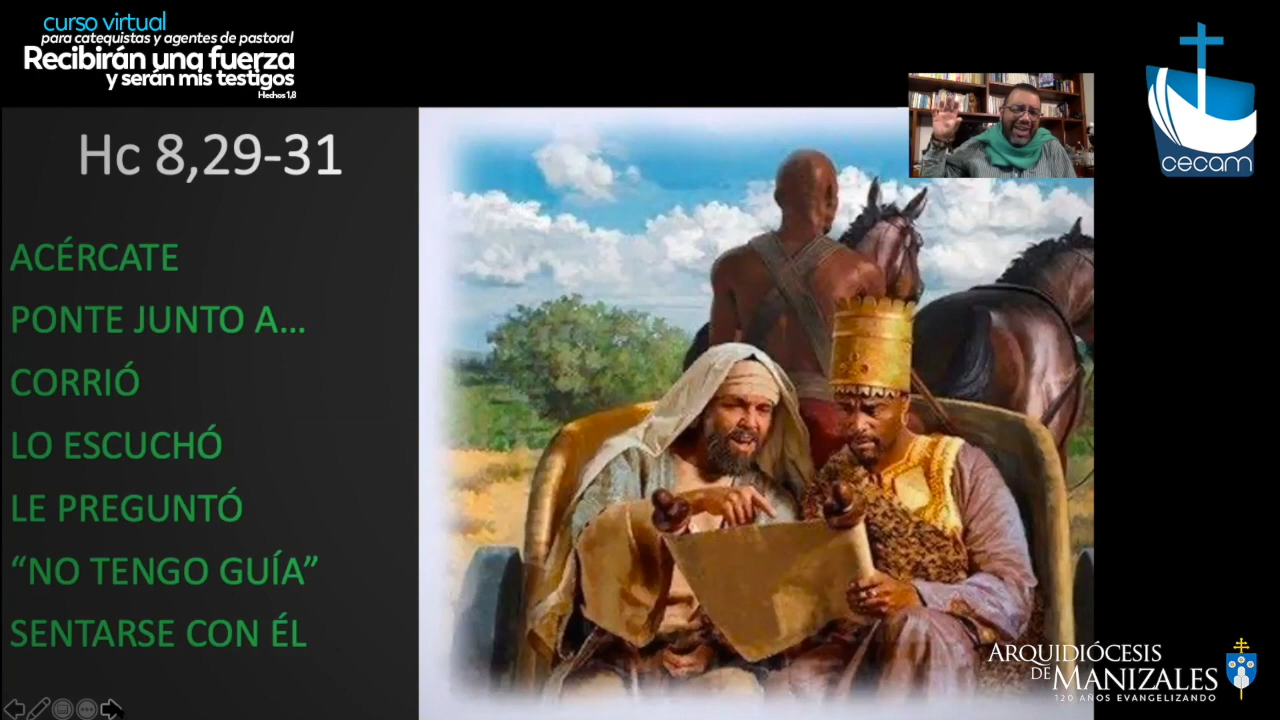 curso virtual
para catequistas y agentes de pastoral
Recibirán una fuerza
y serán mis testigos
Hechos 1,8
cecam
Hc 8,29-31
ACÉRCATE
PONTE JUNTO A...
CORRIÓ
LO ESCUCHÓ
LE PREGUNTÓ
“NO TENGO GUÍA”
SENTARSE CON ÉL
ARQUIDIÓCESIS
DE MANIZALES
120 AÑOS EVANGELIZANDO